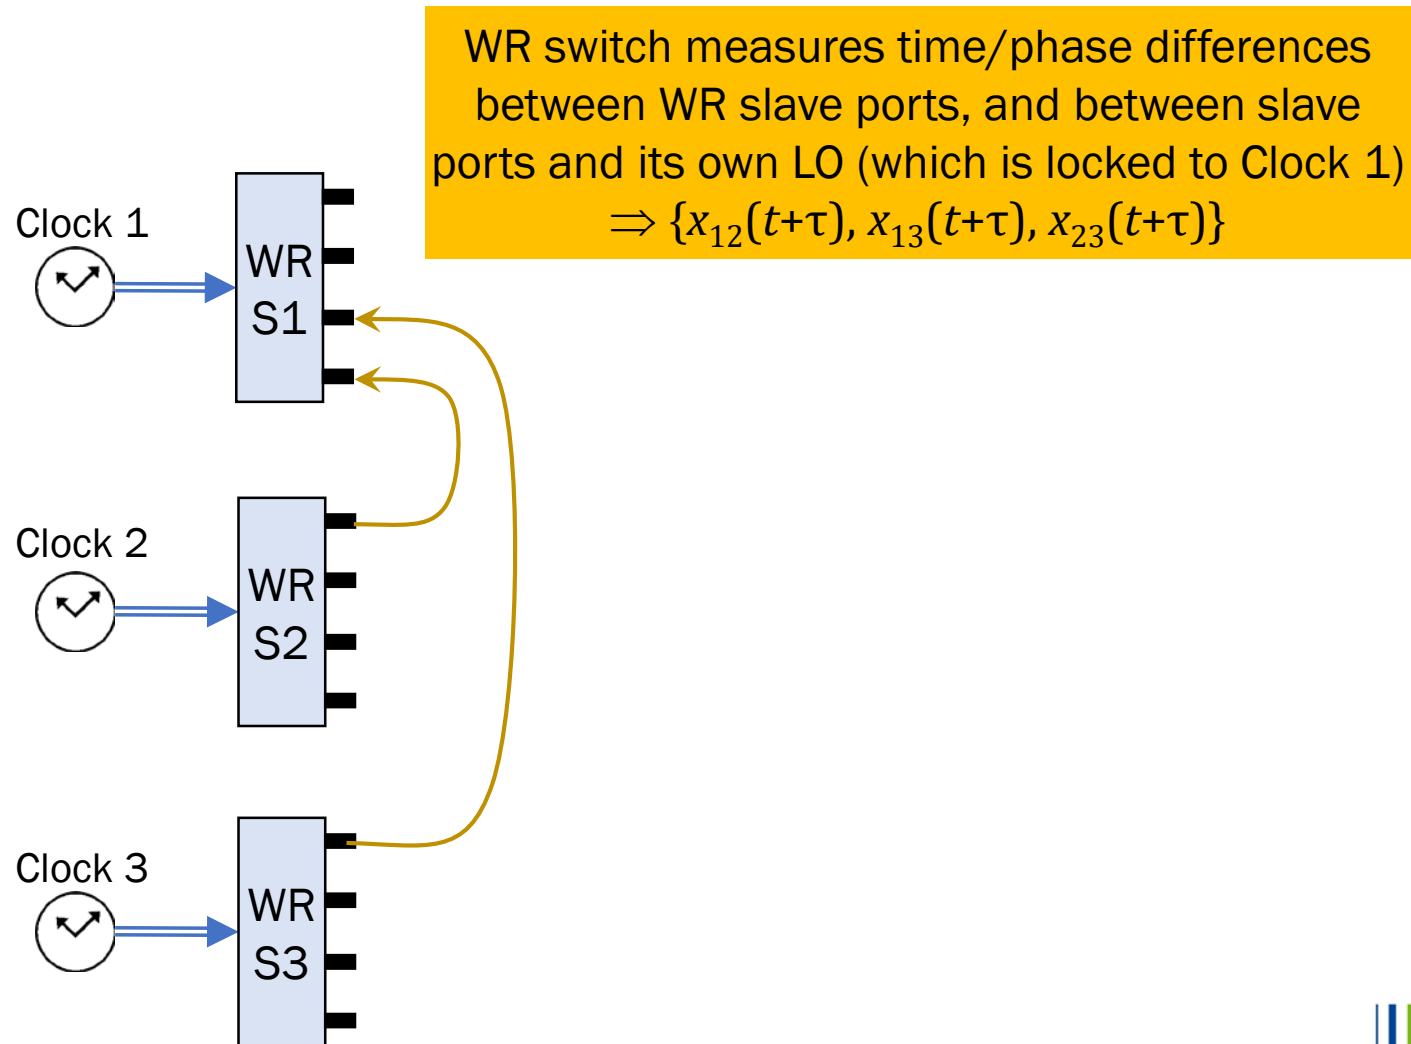 WR switch measures time/phase differences
between WR slave ports, and between slave
ports and its own LO (which is locked to Clock 1)
⇒ {x₁₂(t+τ), x₁₃(t+τ), x₂₃(t+τ)}
Clock 1
WR
S1
Clock 2
WR
S2
Clock 3
WR
S3